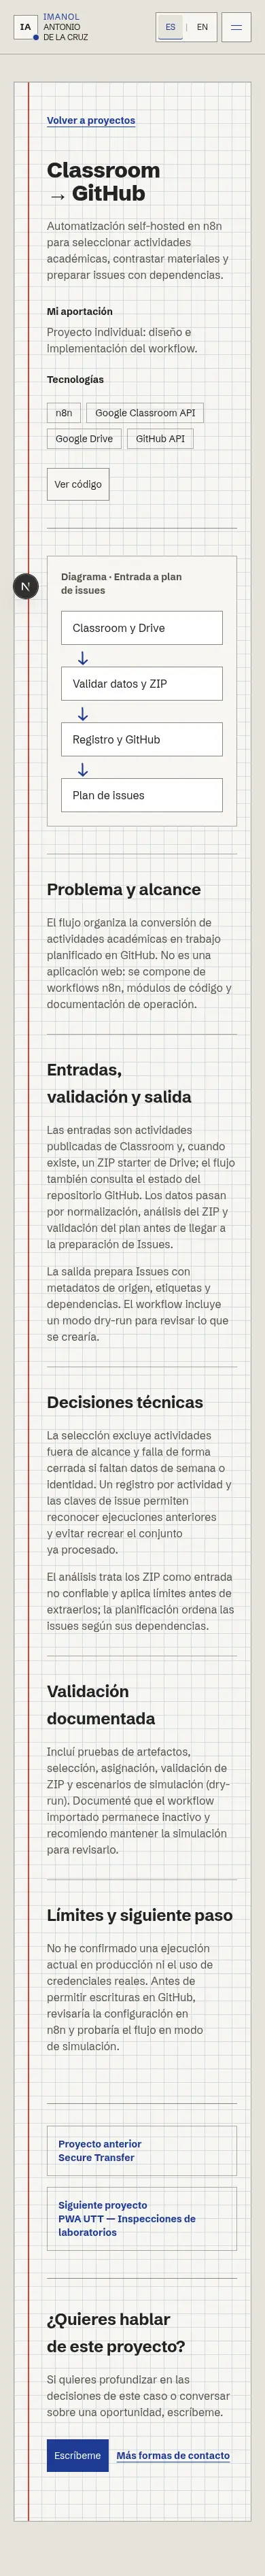 IA
IMANOL
ANTONIO
DE LA CRUZ
ES | EN
Volver a proyectos
Classroom
→ GitHub
Automatización self-hosted en n8n
para seleccionar actividades
académicas, contrastar materiales y
preparar issues con dependencias.
Mi aportación
Proyecto individual: diseño e
implementación del workflow.
Tecnologías
n8n
Google Classroom API
Google Drive
GitHub API
Ver código
N
Diagrama · Entrada a plan
de issues
Classroom y Drive
↓
Validar datos y ZIP
↓
Registro y GitHub
↓
Plan de issues
Problema y alcance
El flujo organiza la conversión de
actividades académicas en trabajo
planificado en GitHub. No es una
aplicación web: se compone de
workflows n8n, módulos de código y
documentación de operación.
Entradas,
validación y salida
Las entradas son actividades
publicadas de Classroom y, cuando
existe, un ZIP starter de Drive; el flujo
también consulta el estado del
repositorio GitHub. Los datos pasan
por normalización, análisis del ZIP y
validación del plan antes de llegar a
la preparación de Issues.
La salida prepara Issues con
metadatos de origen, etiquetas y
dependencias. El workflow incluye
un modo dry-run para revisar lo que
se crearía.
Decisiones técnicas
La selección excluye actividades
fuera de alcance y falla de forma
cerrada si faltan datos de semana o
identidad. Un registro por actividad y
las claves de issue permiten
reconocer ejecuciones anteriores
y evitar recrear el conjunto
ya procesado.
El análisis trata los ZIP como entrada
no confiable y aplica límites antes de
extraerlos; la planificación ordena las
issues según sus dependencias.
Validación
documentada
Incluí pruebas de artefactos,
selección, asignación, validación de
ZIP y escenarios de simulación (dry-
run). Documenté que el workflow
importado permanece inactivo y
recomiendo mantener la simulación
para revisarlo.
Límites y siguiente paso
No he confirmado una ejecución
actual en producción ni el uso de
credenciales reales. Antes de
permitir escrituras en GitHub,
revisaría la configuración en
n8n y probaría el flujo en modo
de simulación.
Proyecto anterior
Secure Transfer
Siguiente proyecto
PWA UTT — Inspecciones de
laboratorios
¿Quieres hablar
de este proyecto?
Si quieres profundizar en las
decisiones de este caso o conversar
sobre una oportunidad, escríbeme.
Escríbeme
Más formas de contacto